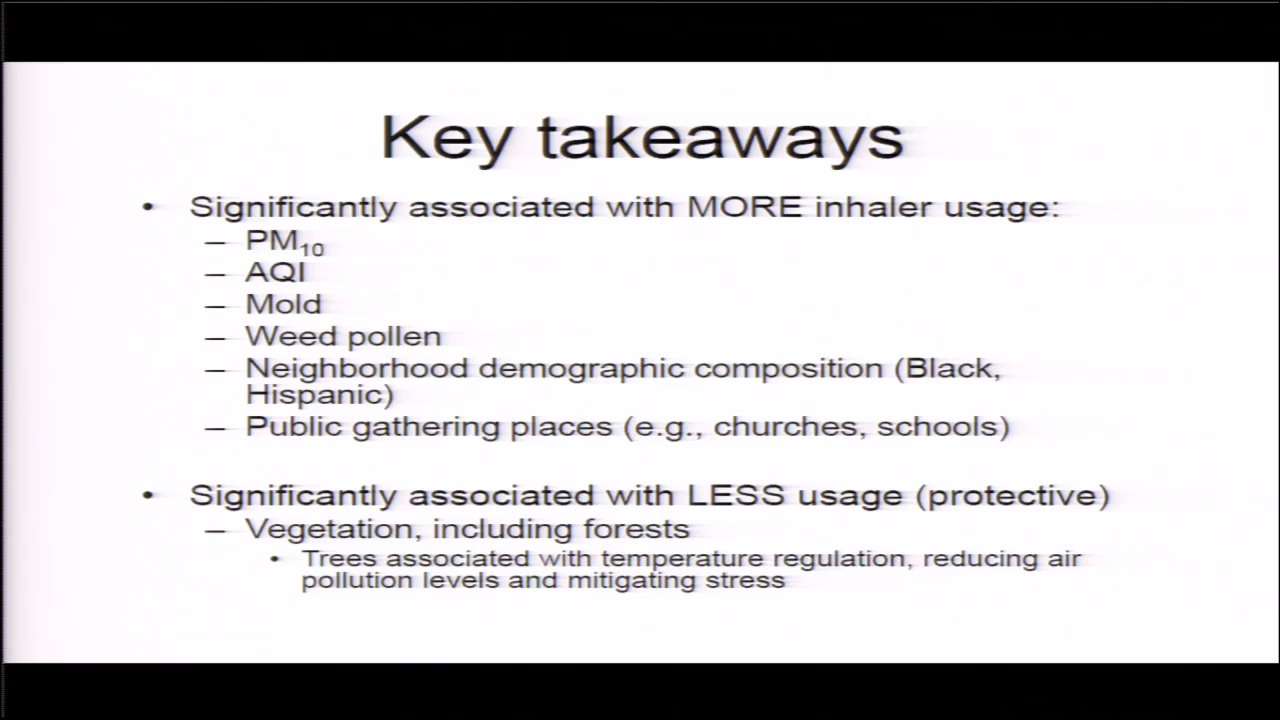 Key takeaways
• Significantly associated with MORE inhaler usage:
– PM₁₀
– AQI
– Mold
– Weed pollen
– Neighborhood demographic composition (Black,
Hispanic)
– Public gathering places (e.g., churches, schools)
• Significantly associated with LESS usage (protective)
– Vegetation, including forests
• Trees associated with temperature regulation, reducing air
pollution levels and mitigating stress